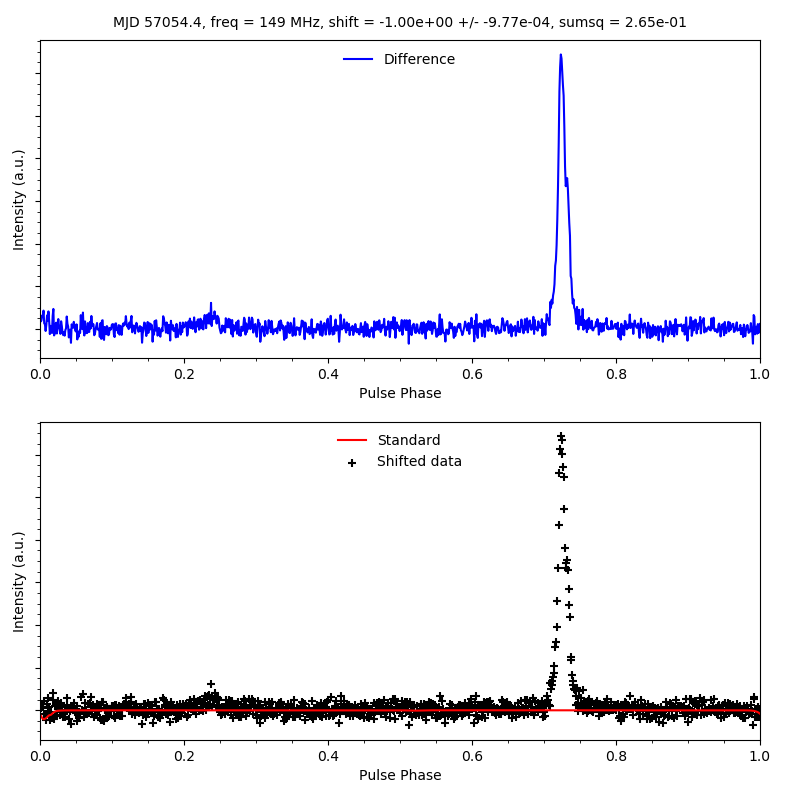 MJD 57054.4, freq = 149 MHz, shift = -1.00e+00 +/- -9.77e-04, sumsq = 2.65e-01
Difference
Intensity (a.u.)
0.0 0.2 0.4 0.6 0.8 1.0
Pulse Phase
Standard
Shifted data
Intensity (a.u.)
0.0 0.2 0.4 0.6 0.8 1.0
Pulse Phase